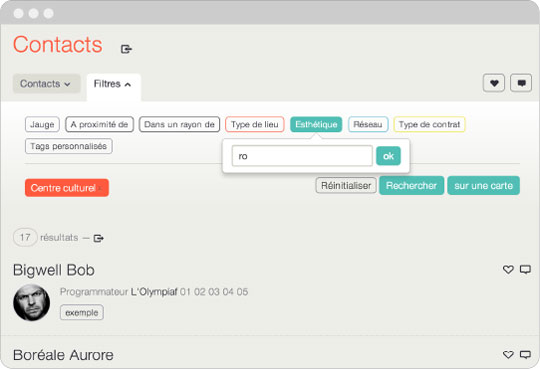 Contacts
Contacts Filtres
Jauge A proximité de Dans un rayon de Type de lieu Esthétique Réseau Type de contrat
Tags personnalisés
ro ok
Centre culturel Réinitialiser Rechercher sur une carte
17 résultats –
Bigwell Bob
Programmateur L'Olympiaf 01 02 03 04 05
exemple
Boréale Aurore